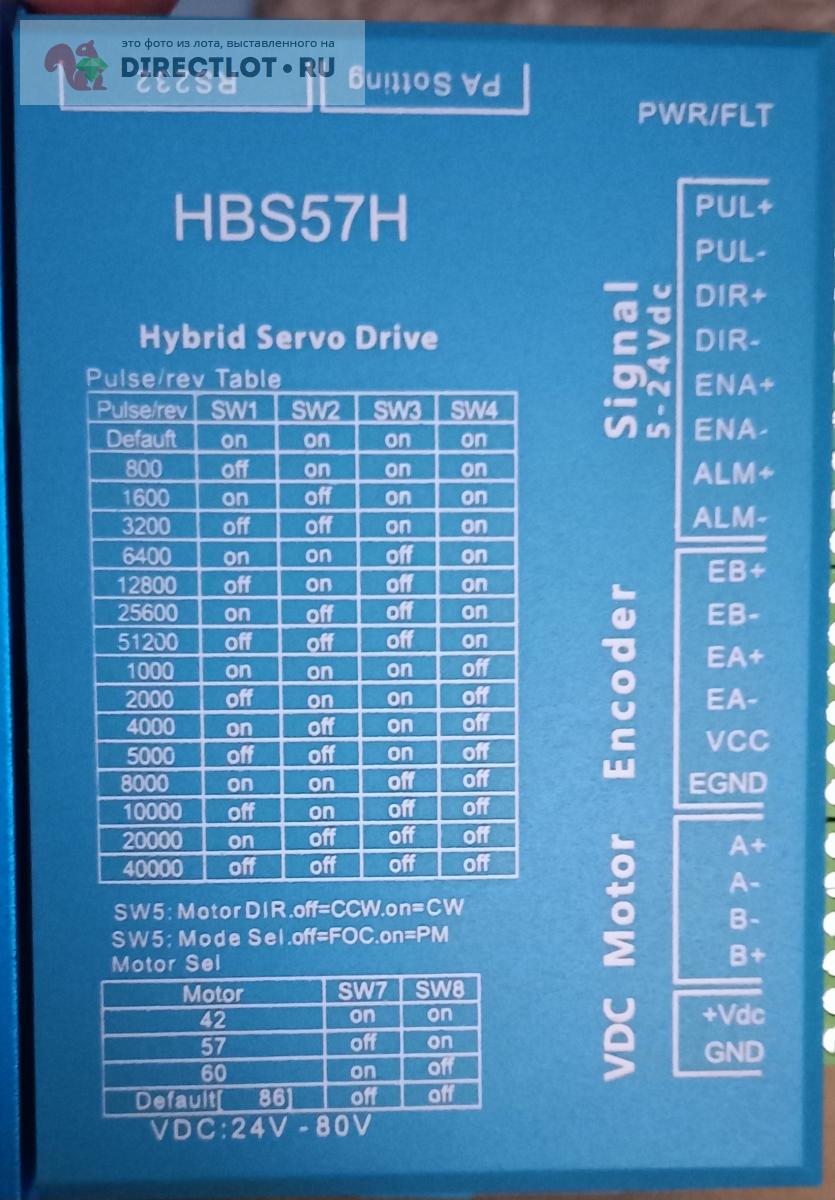 это фото из лота, выставленного на
DIRECTLOT•RU
RS232
PA Sotting
PWR/FLT
HBS57H
Hybrid Servo Drive
Pulse/rev Table
Pulse/rev SW1 SW2 SW3 SW4
Defauft on on on on
800 off on on on
1600 on off on on
3200 off off on on
6400 on on off on
12800 off on off on
25600 on off off on
51200 off off off on
1000 on on on off
2000 off on on off
4000 on off on off
5000 off off on off
8000 on on off off
10000 off on off off
20000 on off off off
40000 off off off off
SW5: Motor DIR.off=CCW.on=CW
SW5: Mode Sel.off=FOC.on=PM
Motor Sel
Motor SW7 SW8
42 on on
57 off on
60 on off
Default[ 86] off off
VDC:24V - 80V
Signal
5-24Vdc
PUL+
PUL-
DIR+
DIR-
ENA+
ENA-
ALM+
ALM-
Encoder
EB+
EB-
EA+
EA-
VCC
EGND
Motor
A+
A-
B-
B+
VDC
+Vdc
GND